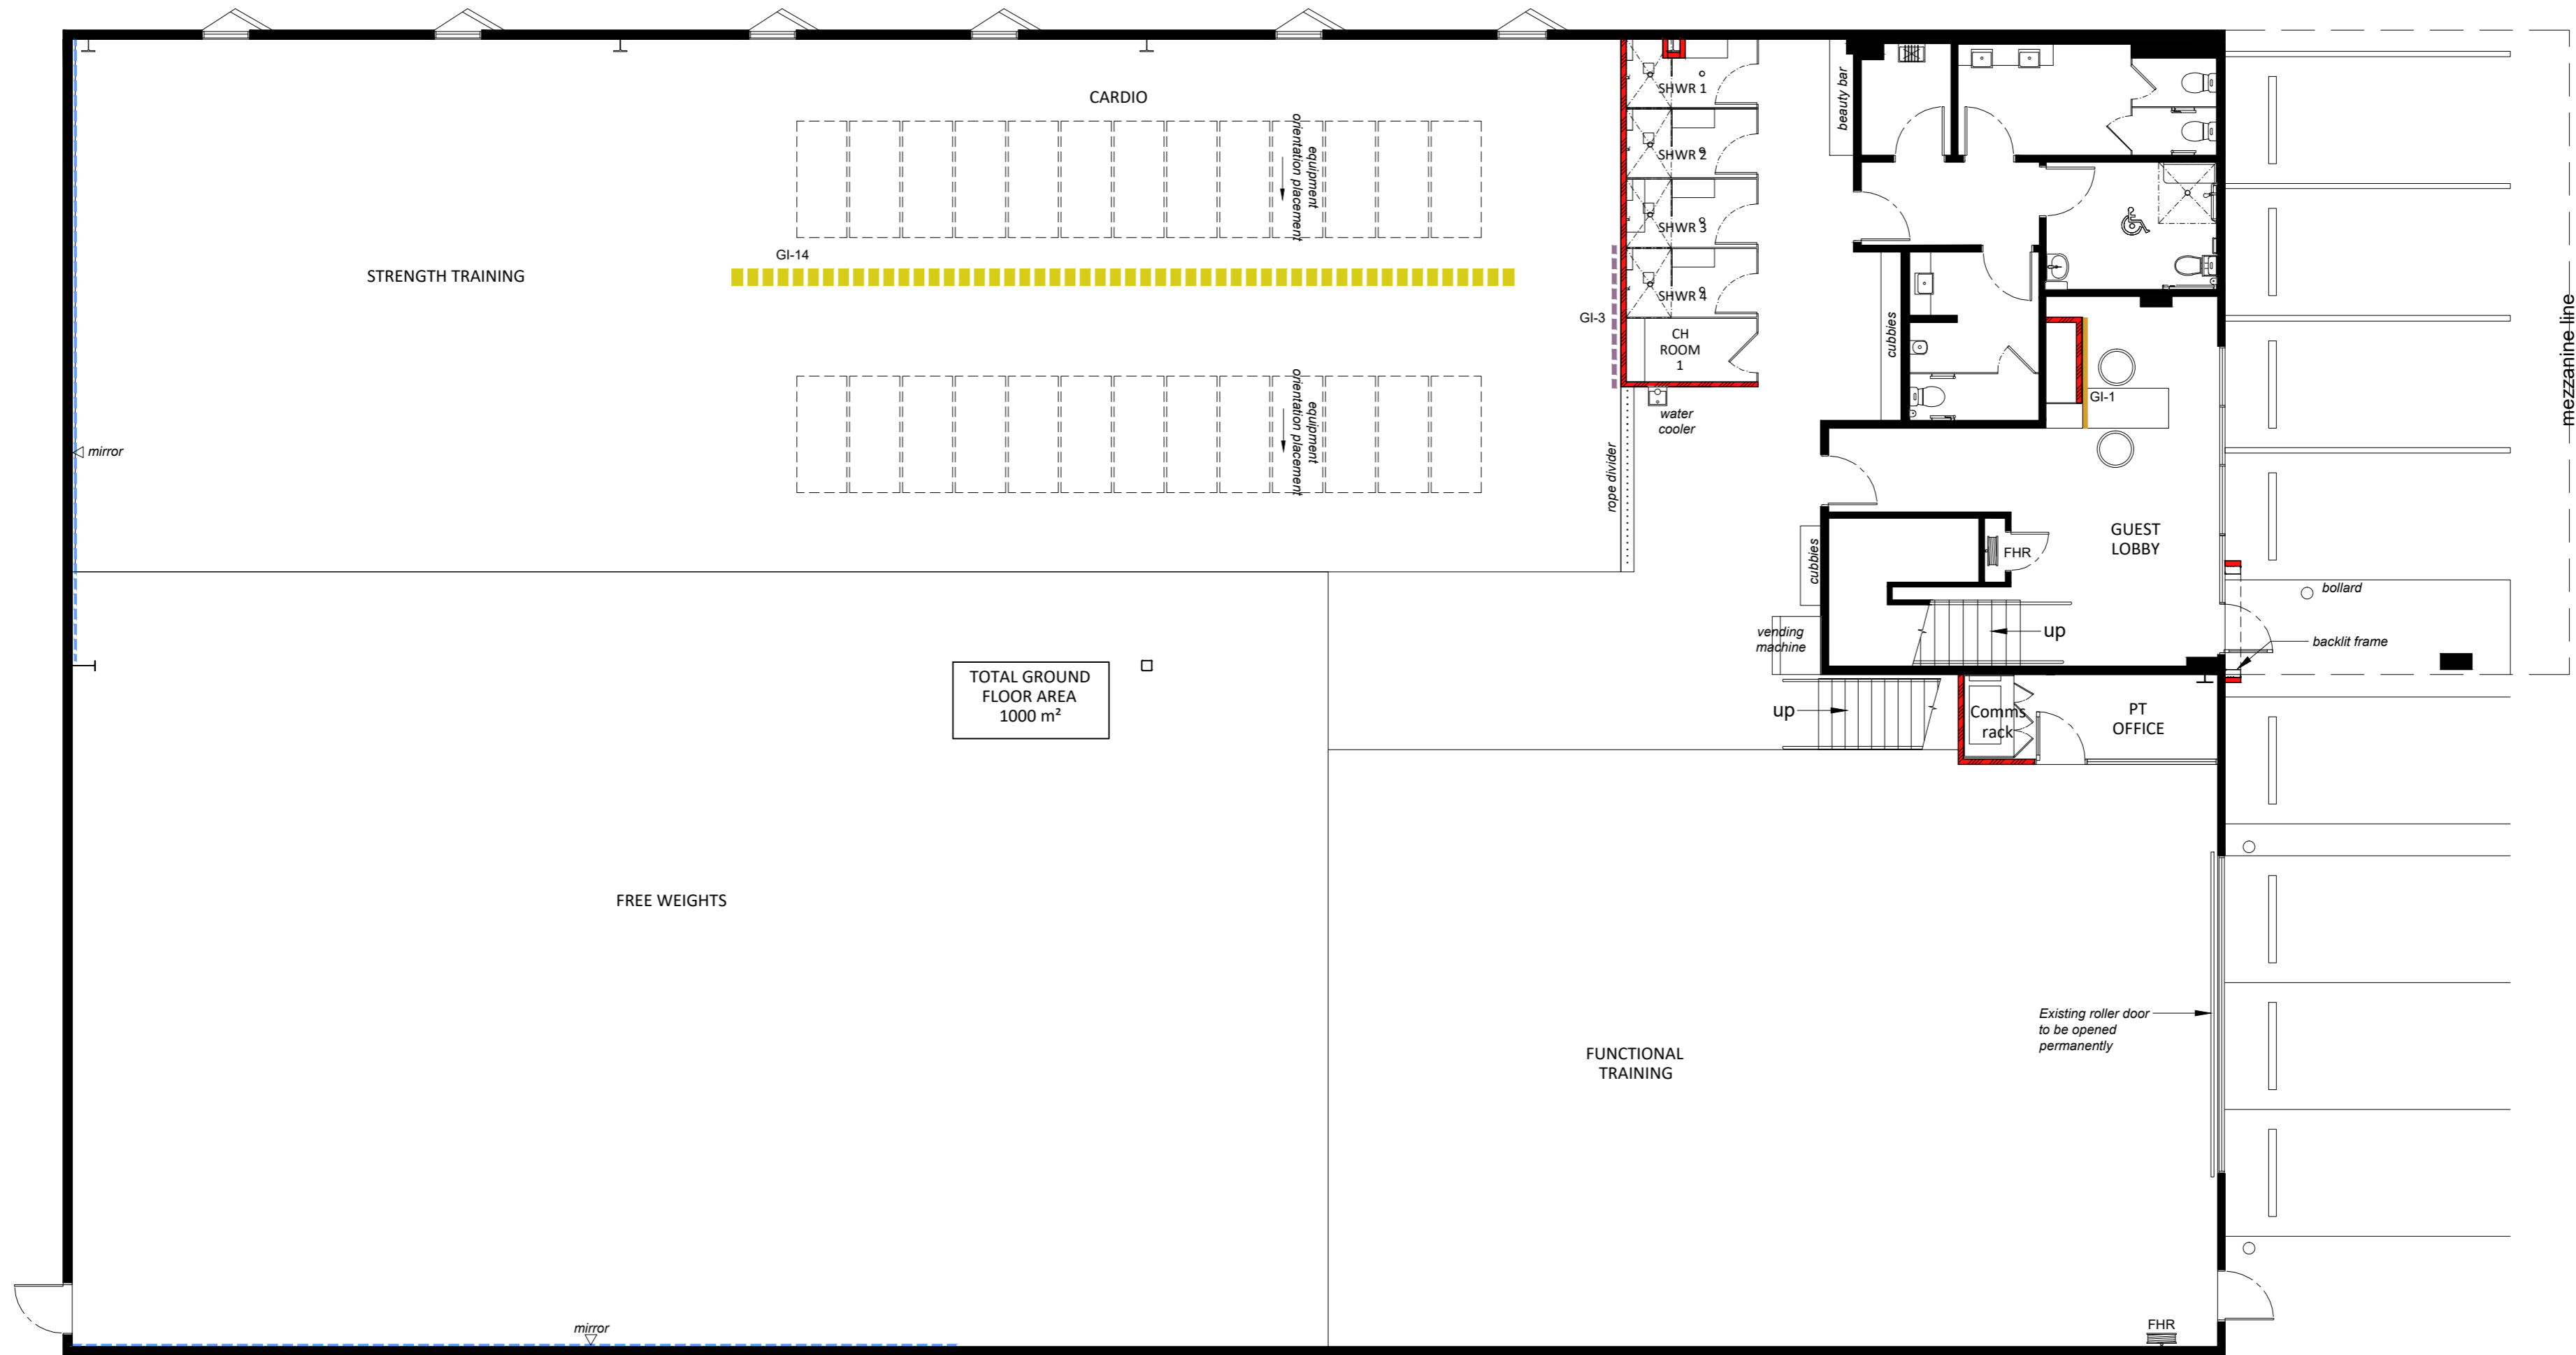 CARDIO
beauty bar
SHWR 1
SHWR 2
SHWR 3
SHWR 4
CH
ROOM
1
equipment
orientation placement
GI-14
STRENGTH TRAINING
GI-3
cubbies
mezzanine line
GI-1
equipment
orientation placement
water
cooler
rope divider
mirror
GUEST
LOBBY
FHR
cubbies
bollard
vending
machine
up
backlit frame
TOTAL GROUND
FLOOR AREA
1000 m²
up
Comms
rack
PT
OFFICE
FREE WEIGHTS
FUNCTIONAL
TRAINING
Existing roller door
to be opened
permanently
mirror
FHR